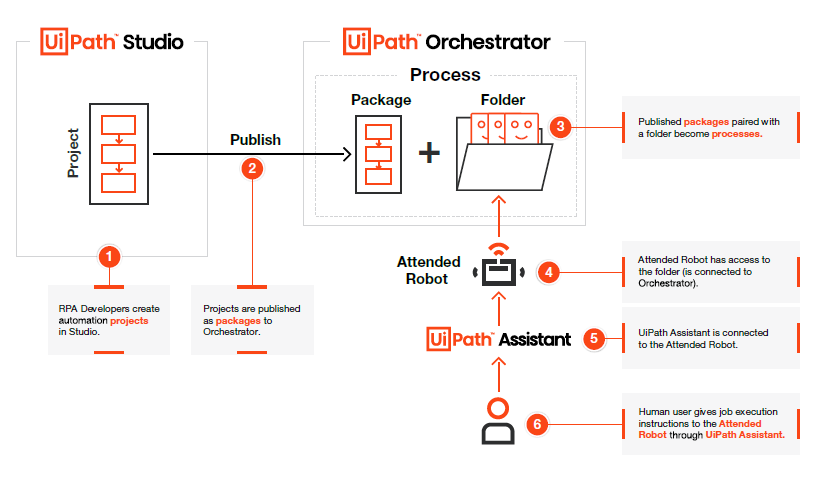 UiPath™ Studio
UiPath™ Orchestrator
Process
Package
Folder
Project
Publish
+
3
Published packages paired with
a folder become processes.
2
1
RPA Developers create
automation projects
in Studio.
Projects are published
as packages to
Orchestrator.
Attended
Robot
4
Attended Robot has access to
the folder (is connected to
Orchestrator).
UiPath™ Assistant
5
UiPath Assistant is connected
to the Attended Robot.
6
Human user gives job execution
instructions to the Attended
Robot through UiPath Assistant.